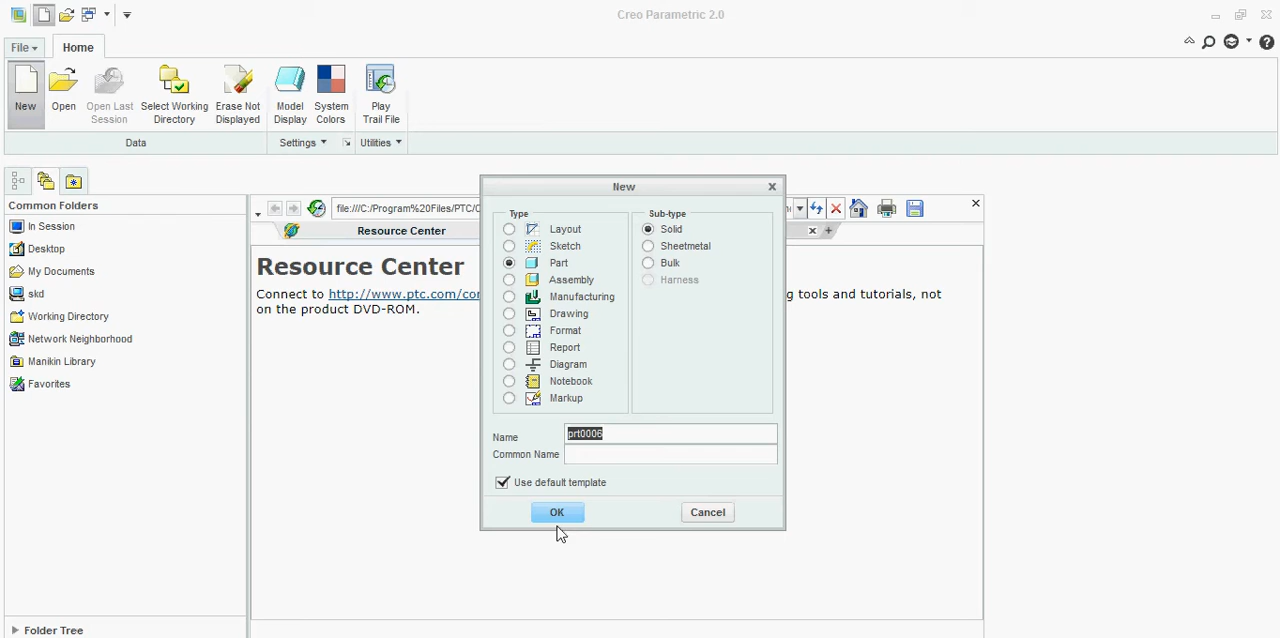 Creo Parametric 2.0
File
Home
New
Open
Open Last Session
Select Working Directory
Erase Not Displayed
Model Display
System Colors
Play Trail File
Data
Settings
Utilities
Common Folders
In Session
Desktop
My Documents
skd
Working Directory
Network Neighborhood
Manikin Library
Favorites
Folder Tree
file:///C:/Program%20Files/PTC/C
Resource Center
Resource Center
Connect to http://www.ptc.com/co
g tools and tutorials, not
on the product DVD-ROM.
New
Type
Layout
Sketch
Part
Assembly
Manufacturing
Drawing
Format
Report
Diagram
Notebook
Markup
Sub-type
Solid
Sheetmetal
Bulk
Harness
Name
prt0006
Common Name
Use default template
OK
Cancel